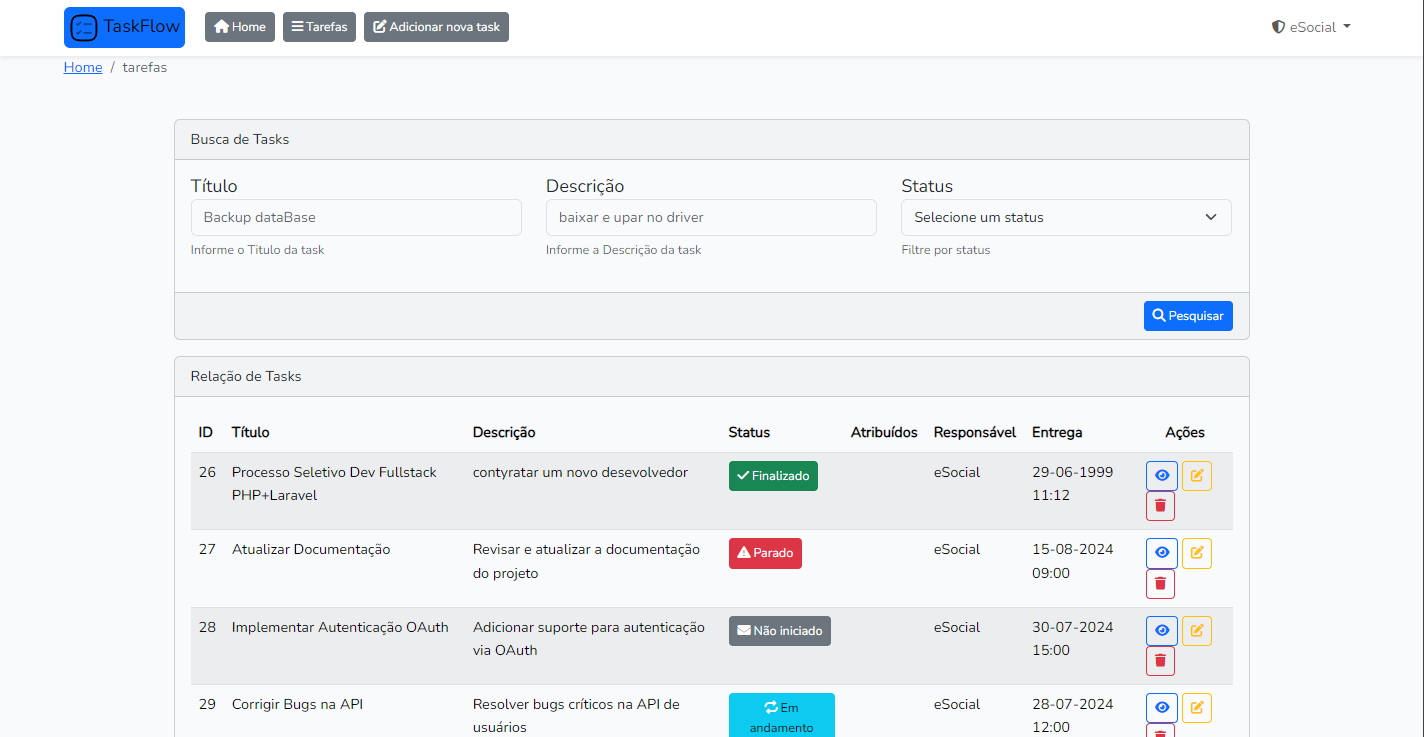 TaskFlow Home Tarefas Adicionar nova task eSocial
Home / tarefas
Busca de Tasks
Título Descrição Status
Backup dataBase baixar e upar no driver Selecione um status
Informe o Titulo da task Informe a Descrição da task Filtre por status
Pesquisar
Relação de Tasks
ID Título Descrição Status Atribuídos Responsável Entrega Ações
26 Processo Seletivo Dev Fullstack contyratar um novo desevolvedor Finalizado eSocial 29-06-1999
PHP+Laravel 11:12
27 Atualizar Documentação Revisar e atualizar a documentação Parado eSocial 15-08-2024
do projeto 09:00
28 Implementar Autenticação OAuth Adicionar suporte para autenticação Não iniciado eSocial 30-07-2024
via OAuth 15:00
29 Corrigir Bugs na API Resolver bugs críticos na API de Em eSocial 28-07-2024
usuários andamento 12:00